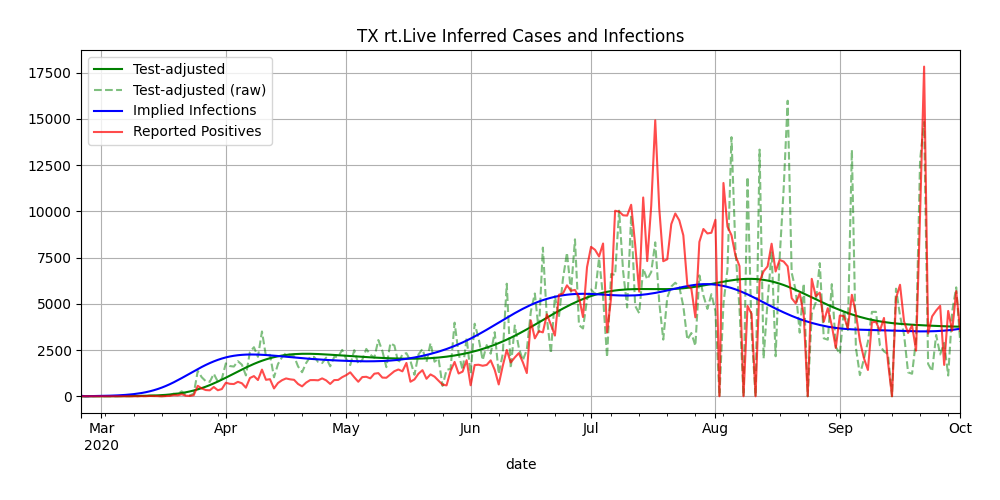 TX rt.Live Inferred Cases and Infections
Test-adjusted
Test-adjusted (raw)
Implied Infections
Reported Positives
17500
15000
12500
10000
7500
5000
2500
0
Mar Apr May Jun Jul Aug Sep Oct
2020
date